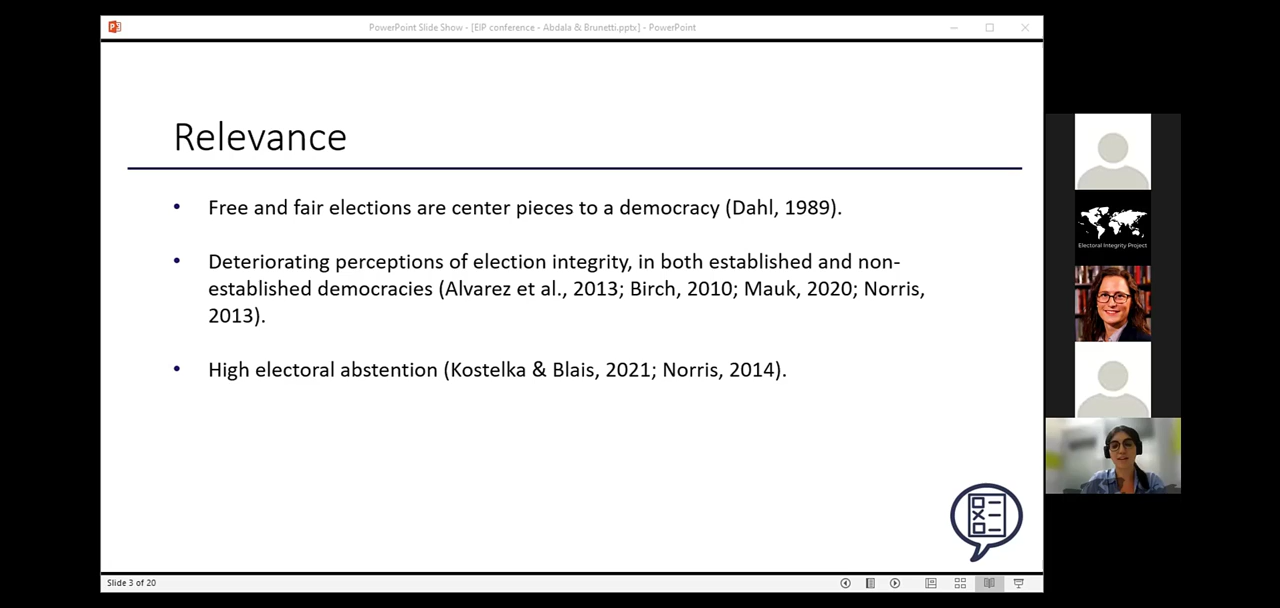 PowerPoint Slide Show - [EIP conference - Abdala & Brunetti.pptx] - PowerPoint
Relevance
• Free and fair elections are center pieces to a democracy (Dahl, 1989).
• Deteriorating perceptions of election integrity, in both established and non-
established democracies (Alvarez et al., 2013; Birch, 2010; Mauk, 2020; Norris,
2013).
• High electoral abstention (Kostelka & Blais, 2021; Norris, 2014).
Electoral Integrity Project
Slide 3 of 20